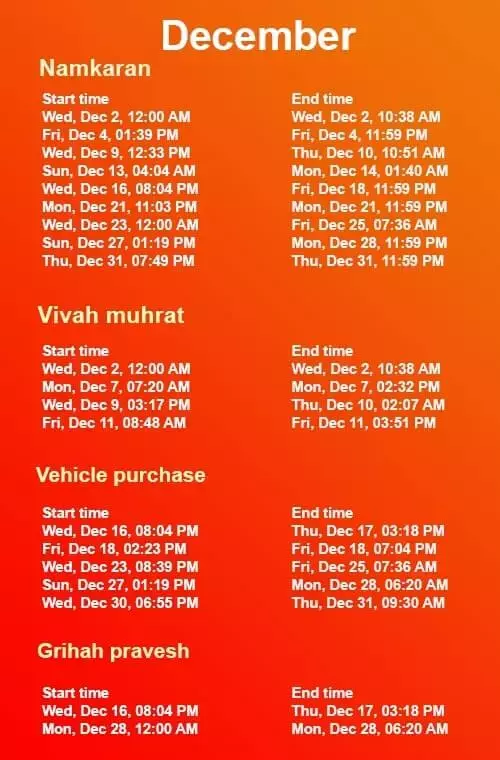 December
Namkaran
Start time End time
Wed, Dec 2, 12:00 AM Wed, Dec 2, 10:38 AM
Fri, Dec 4, 01:39 PM Fri, Dec 4, 11:59 PM
Wed, Dec 9, 12:33 PM Thu, Dec 10, 10:51 AM
Sun, Dec 13, 04:04 AM Mon, Dec 14, 01:40 AM
Wed, Dec 16, 08:04 PM Fri, Dec 18, 11:59 PM
Mon, Dec 21, 11:03 PM Mon, Dec 21, 11:59 PM
Wed, Dec 23, 12:00 AM Fri, Dec 25, 07:36 AM
Sun, Dec 27, 01:19 PM Mon, Dec 28, 11:59 PM
Thu, Dec 31, 07:49 PM Thu, Dec 31, 11:59 PM
Vivah muhrat
Start time End time
Wed, Dec 2, 12:00 AM Wed, Dec 2, 10:38 AM
Mon, Dec 7, 07:20 AM Mon, Dec 7, 02:32 PM
Wed, Dec 9, 03:17 PM Thu, Dec 10, 02:07 AM
Fri, Dec 11, 08:48 AM Fri, Dec 11, 03:51 PM
Vehicle purchase
Start time End time
Wed, Dec 16, 08:04 PM Thu, Dec 17, 03:18 PM
Fri, Dec 18, 02:23 PM Fri, Dec 18, 07:04 PM
Wed, Dec 23, 08:39 PM Fri, Dec 25, 07:36 AM
Sun, Dec 27, 01:19 PM Mon, Dec 28, 06:20 AM
Wed, Dec 30, 06:55 PM Thu, Dec 31, 09:30 AM
Grihah pravesh
Start time End time
Wed, Dec 16, 08:04 PM Thu, Dec 17, 03:18 PM
Mon, Dec 28, 12:00 AM Mon, Dec 28, 06:20 AM